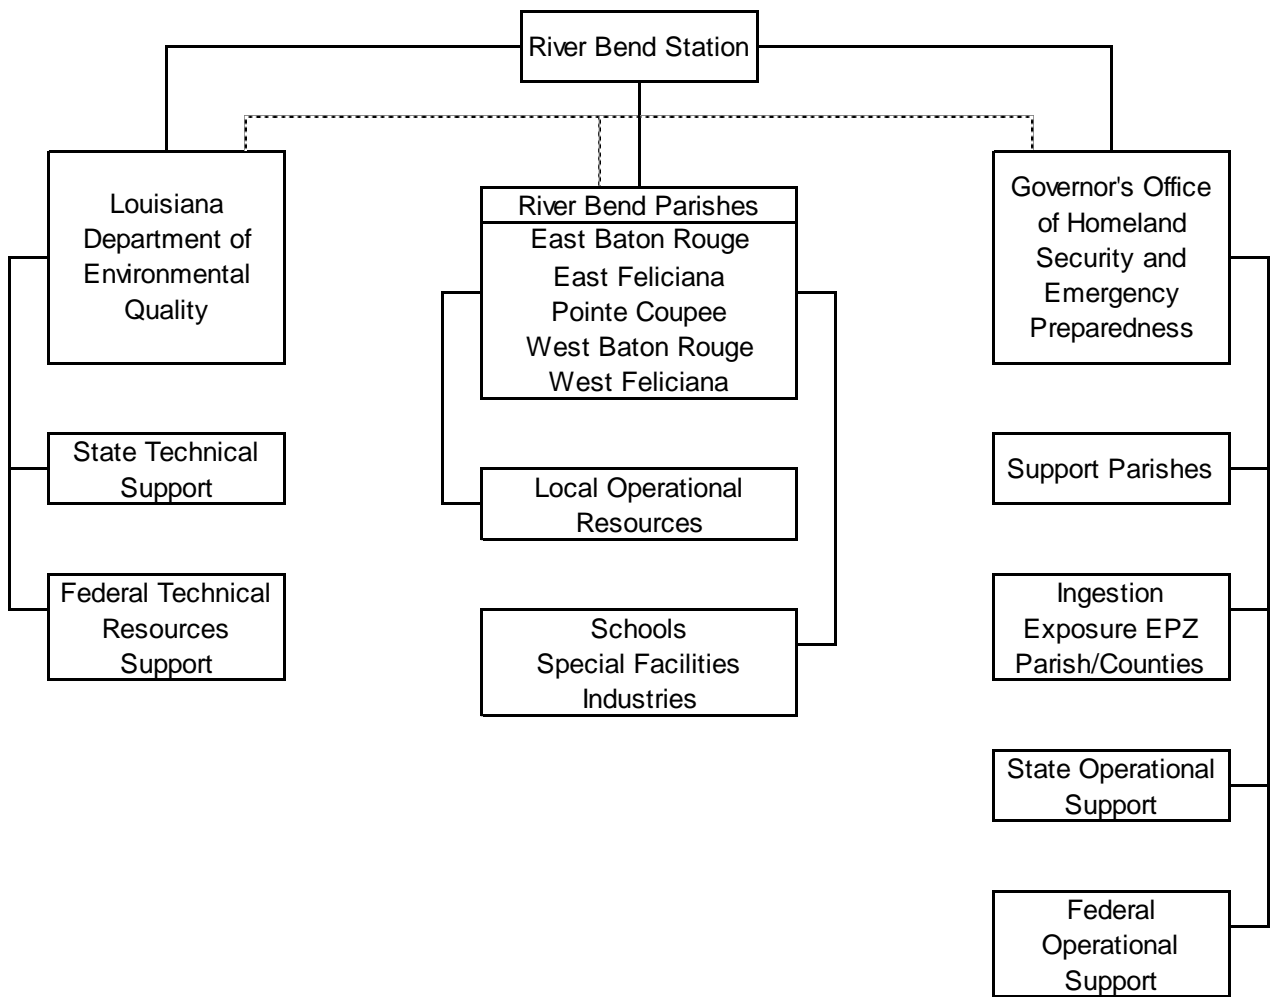 River Bend Station
Louisiana
Department of
Environmental
Quality
River Bend Parishes
East Baton Rouge
East Feliciana
Pointe Coupee
West Baton Rouge
West Feliciana
Governor's Office
of Homeland
Security and
Emergency
Preparedness
State Technical
Support
Local Operational
Resources
Support Parishes
Federal Technical
Resources
Support
Schools
Special Facilities
Industries
Ingestion
Exposure EPZ
Parish/Counties
State Operational
Support
Federal
Operational
Support